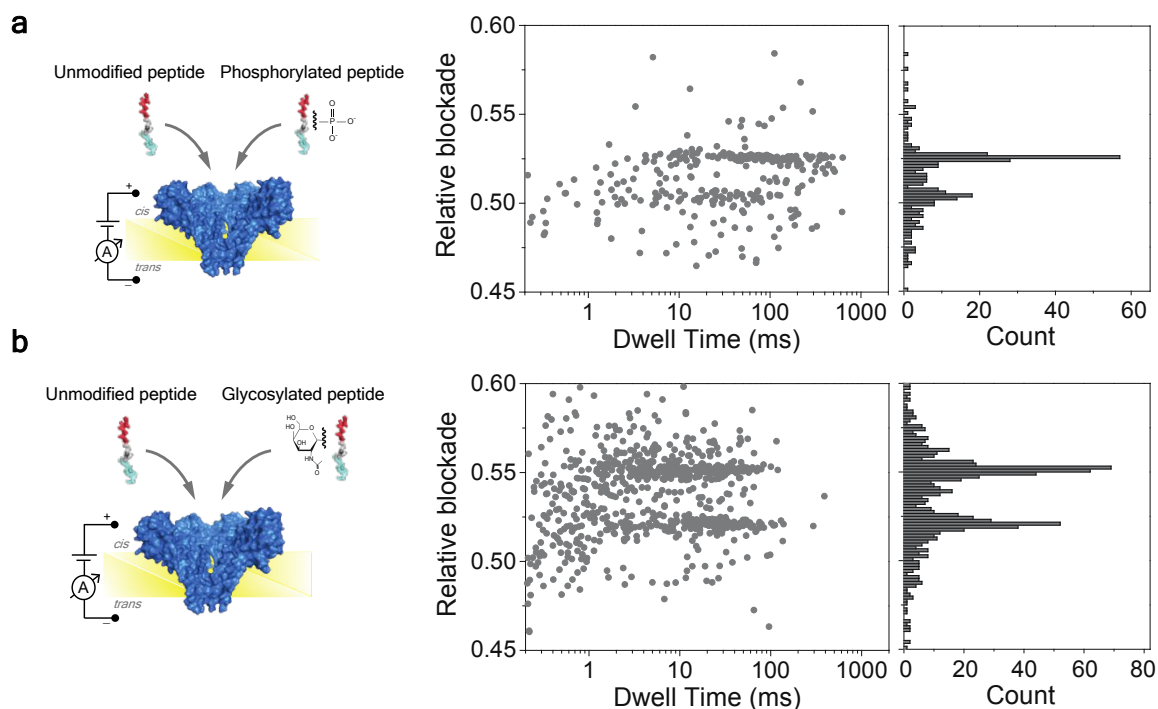 a
Unmodified peptide
Phosphorylated peptide
O
P
O-
O-
+
cis
A
trans
–
Relative blockade
0.60
0.55
0.50
0.45
1
10
100
1000
Dwell Time (ms)
0
20
40
60
Count
b
Unmodified peptide
Glycosylated peptide
HO
HO
OH
O
HN
O
+
cis
A
trans
–
Relative blockade
0.60
0.55
0.50
0.45
1
10
100
1000
Dwell Time (ms)
0
20
40
60
80
Count